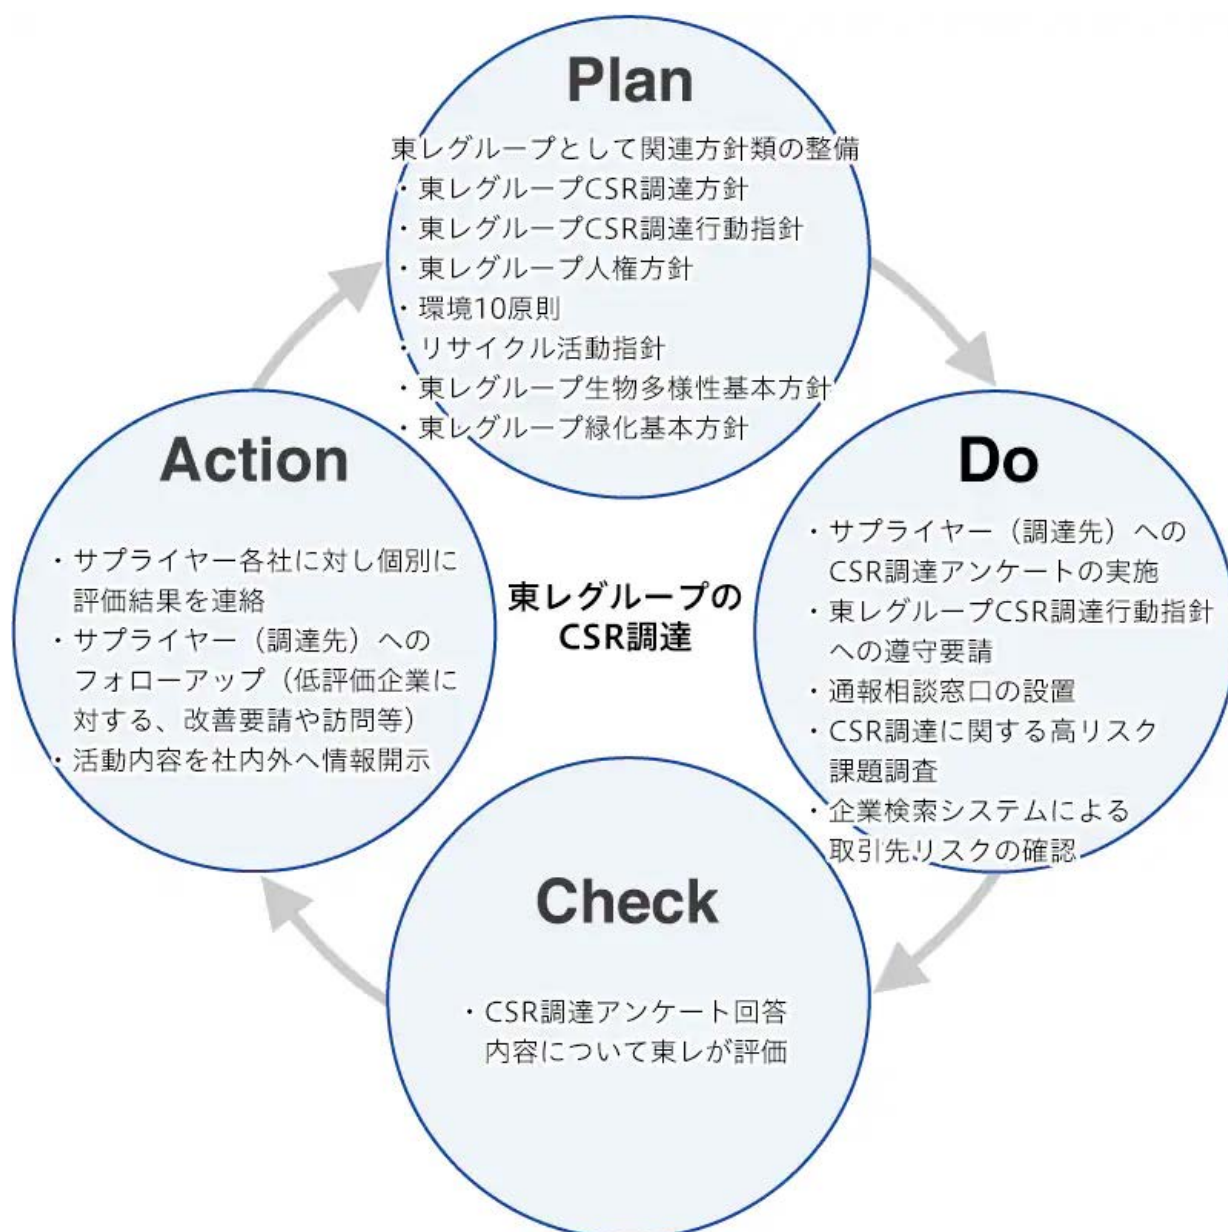 Plan
東レグループとして関連方針類の整備
・東レグループCSR調達方針
・東レグループCSR調達行動指針
・東レグループ人権方針
・環境10原則
・リサイクル活動指針
・東レグループ生物多様性基本方針
・東レグループ緑化基本方針
Do
・サプライヤー（調達先）への
CSR調達アンケートの実施
・東レグループCSR調達行動指針
への遵守要請
・通報相談窓口の設置
・CSR調達に関する高リスク
課題調査
・企業検索システムによる
取引先リスクの確認
Check
・CSR調達アンケート回答
内容について東レが評価
Action
・サプライヤー各社に対し個別に
評価結果を連絡
・サプライヤー（調達先）への
フォローアップ（低評価企業に
対する、改善要請や訪問等）
・活動内容を社内外へ情報開示
東レグループの
CSR調達